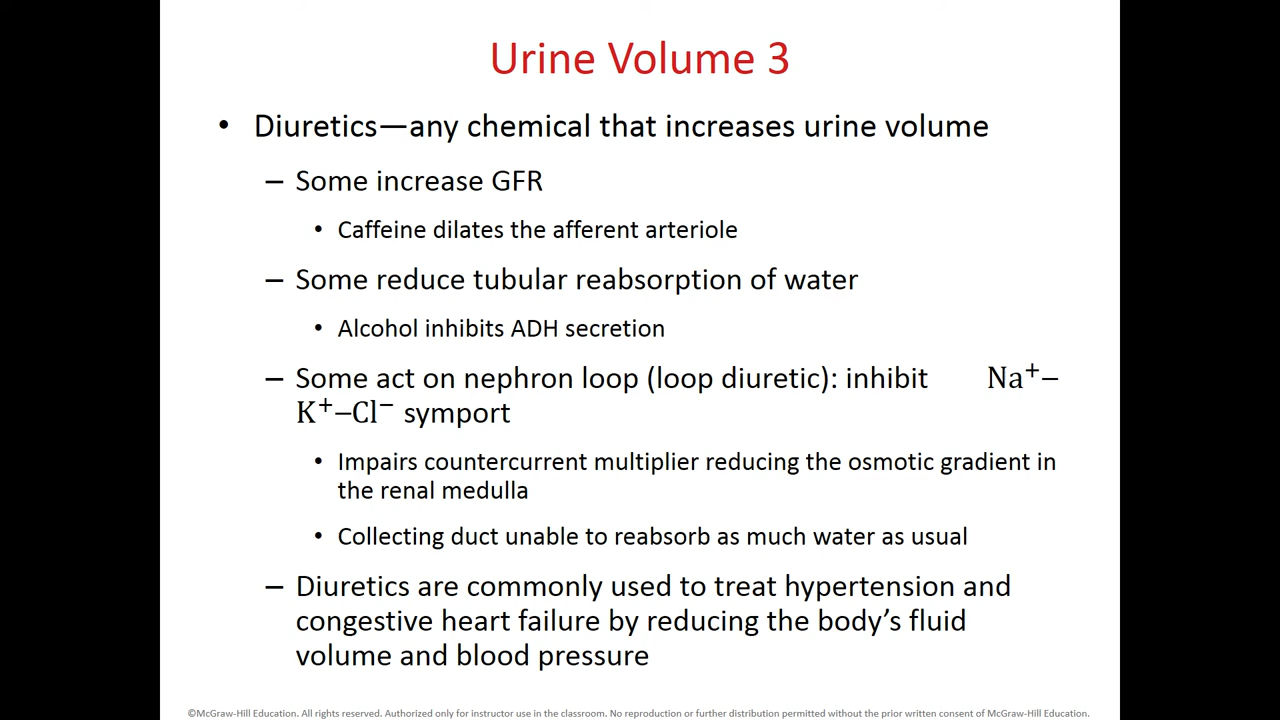 Urine Volume 3
• Diuretics—any chemical that increases urine volume
– Some increase GFR
• Caffeine dilates the afferent arteriole
– Some reduce tubular reabsorption of water
• Alcohol inhibits ADH secretion
– Some act on nephron loop (loop diuretic): inhibit Na⁺–
K⁺–Cl⁻ symport
• Impairs countercurrent multiplier reducing the osmotic gradient in
the renal medulla
• Collecting duct unable to reabsorb as much water as usual
– Diuretics are commonly used to treat hypertension and
congestive heart failure by reducing the body’s fluid
volume and blood pressure
©McGraw-Hill Education. All rights reserved. Authorized only for instructor use in the classroom. No reproduction or further distribution permitted without the prior written consent of McGraw-Hill Education.